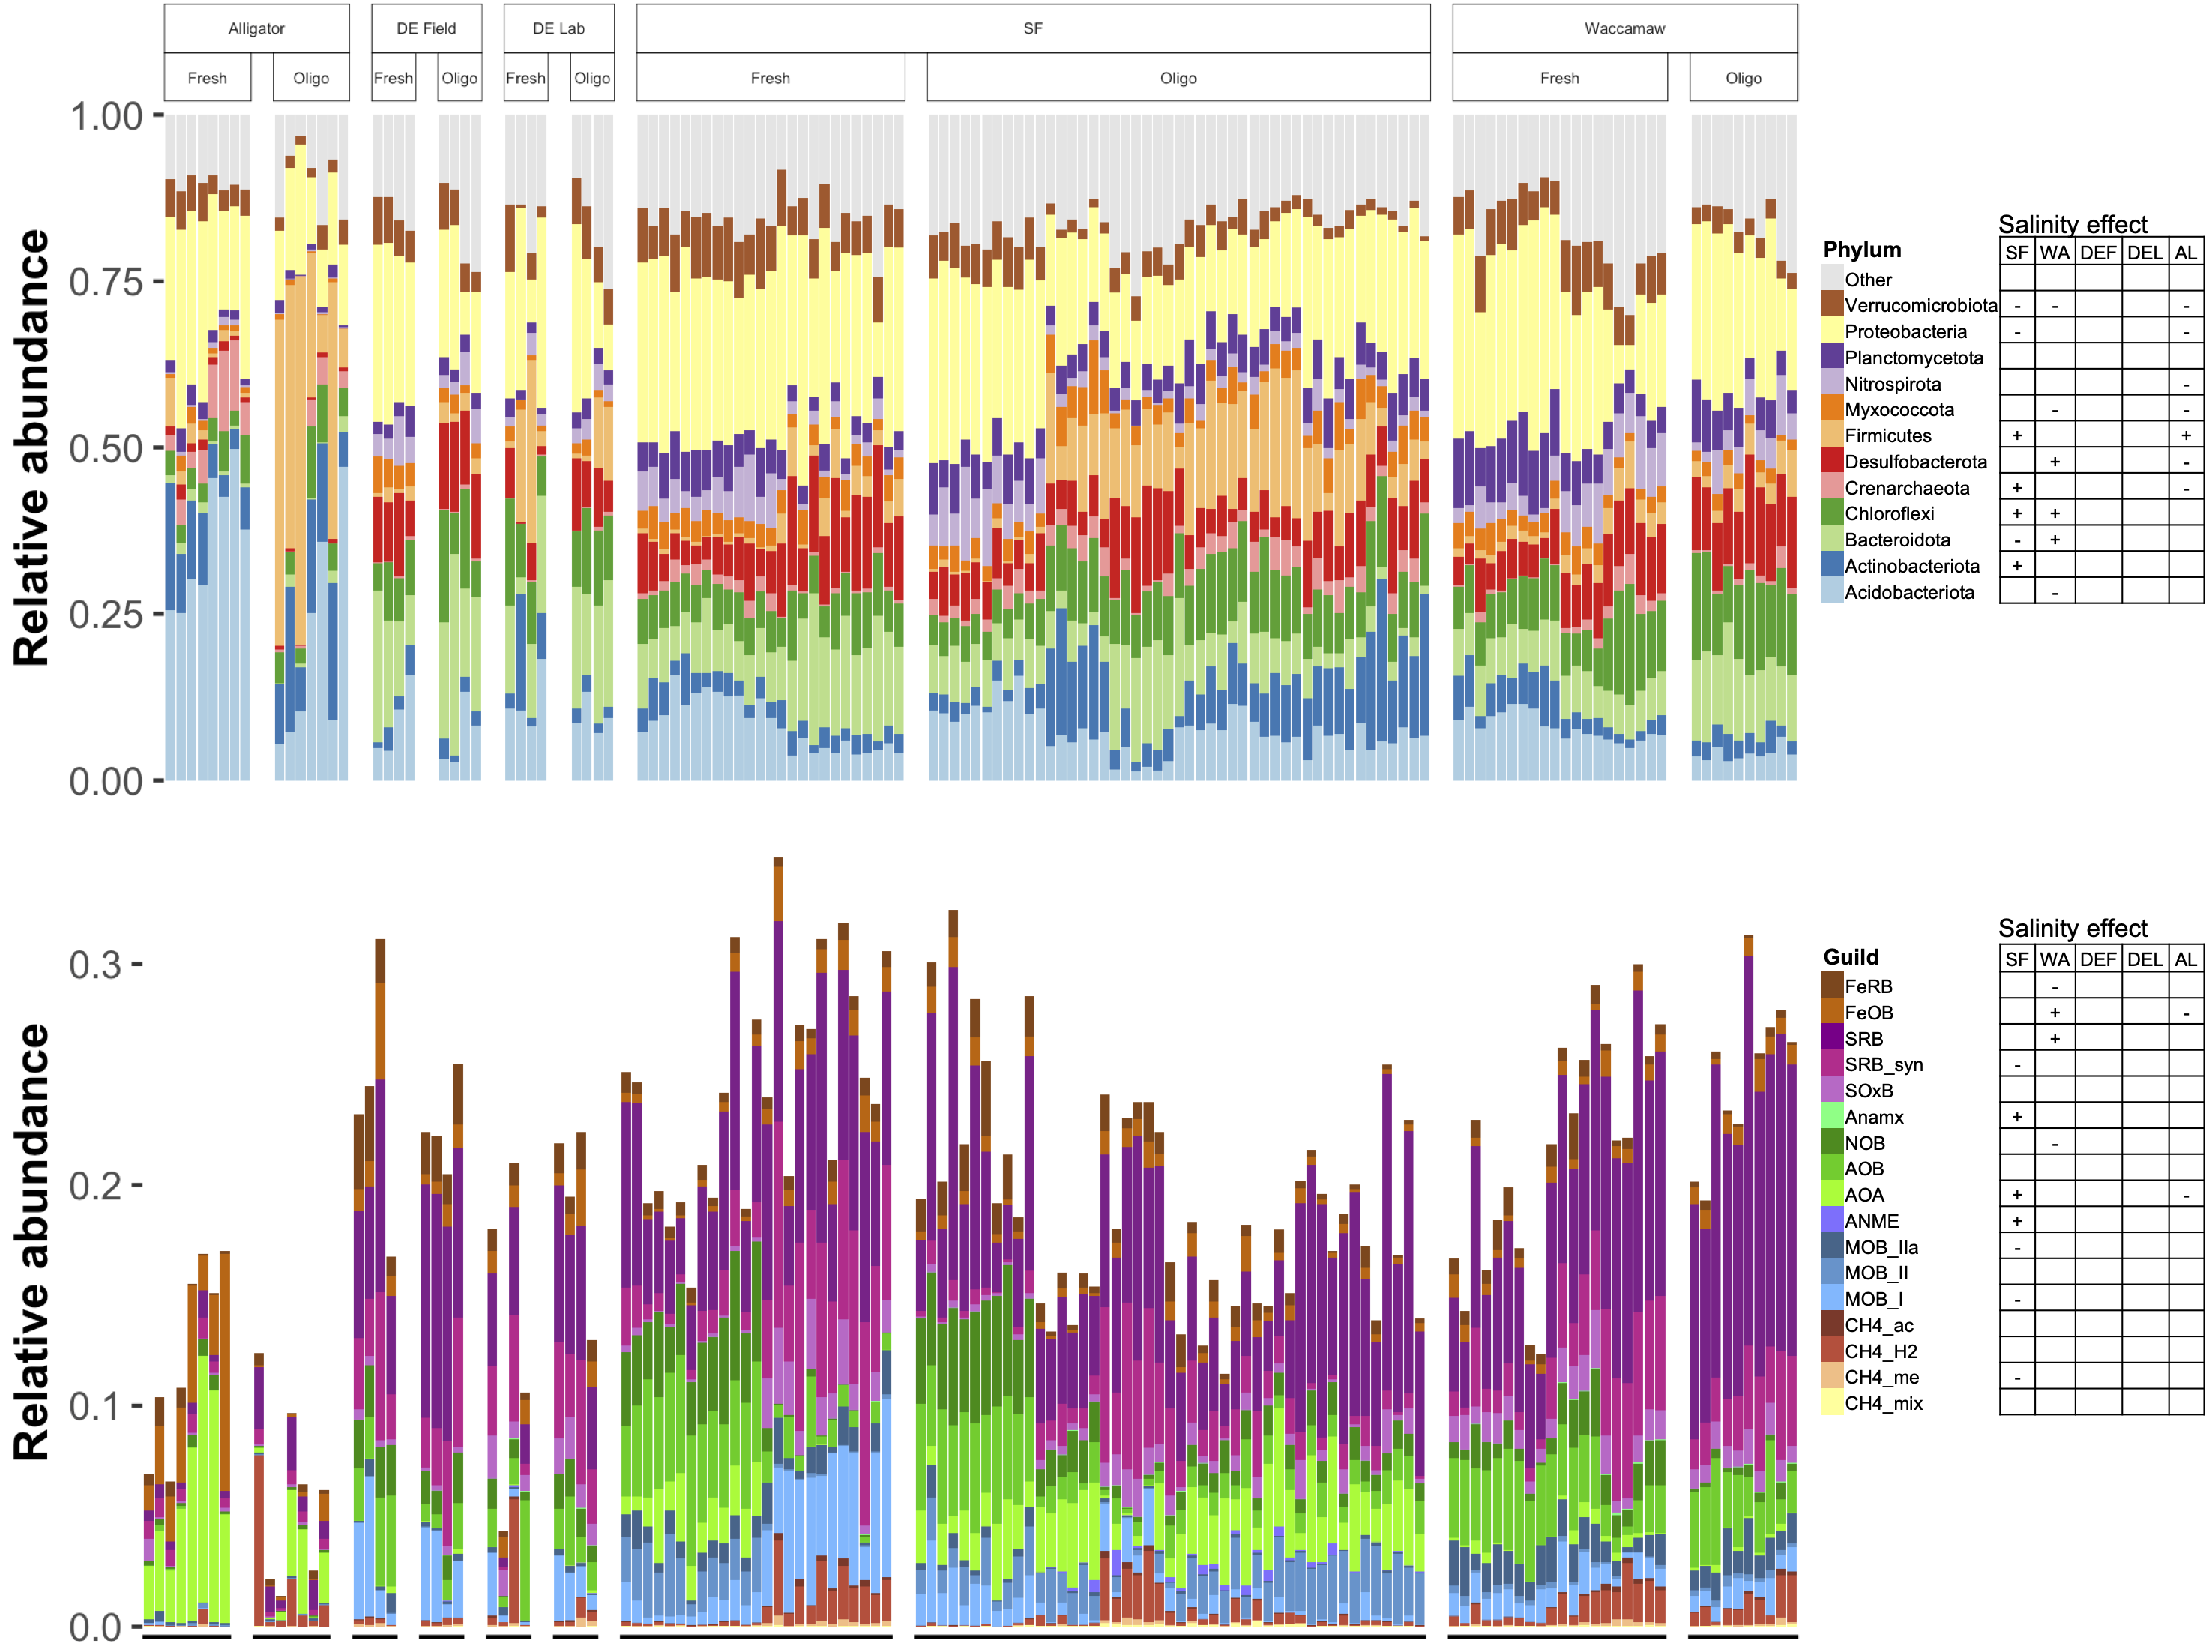 Alligator DE Field DE Lab SF Waccamaw
Fresh Oligo Fresh Oligo Fresh Oligo Fresh Oligo Fresh Oligo
Relative abundance
1.00
0.75
0.50
0.25
0.00
Salinity effect
Phylum SF WA DEF DEL AL
Other
Verrucomicrobiota - - -
Proteobacteria - -
Planctomycetota
Nitrospirota -
Myxococcota - -
Firmicutes + +
Desulfobacterota + -
Crenarchaeota + -
Chloroflexi + +
Bacteroidota - +
Actinobacteriota +
Acidobacteriota -
Relative abundance
0.3
0.2
0.1
0.0
Salinity effect
Guild SF WA DEF DEL AL
FeRB -
FeOB + -
SRB +
SRB_syn -
SOxB
Anamx +
NOB -
AOB
AOA + -
ANME +
MOB_IIa -
MOB_II
MOB_I -
CH4_ac
CH4_H2
CH4_me -
CH4_mix